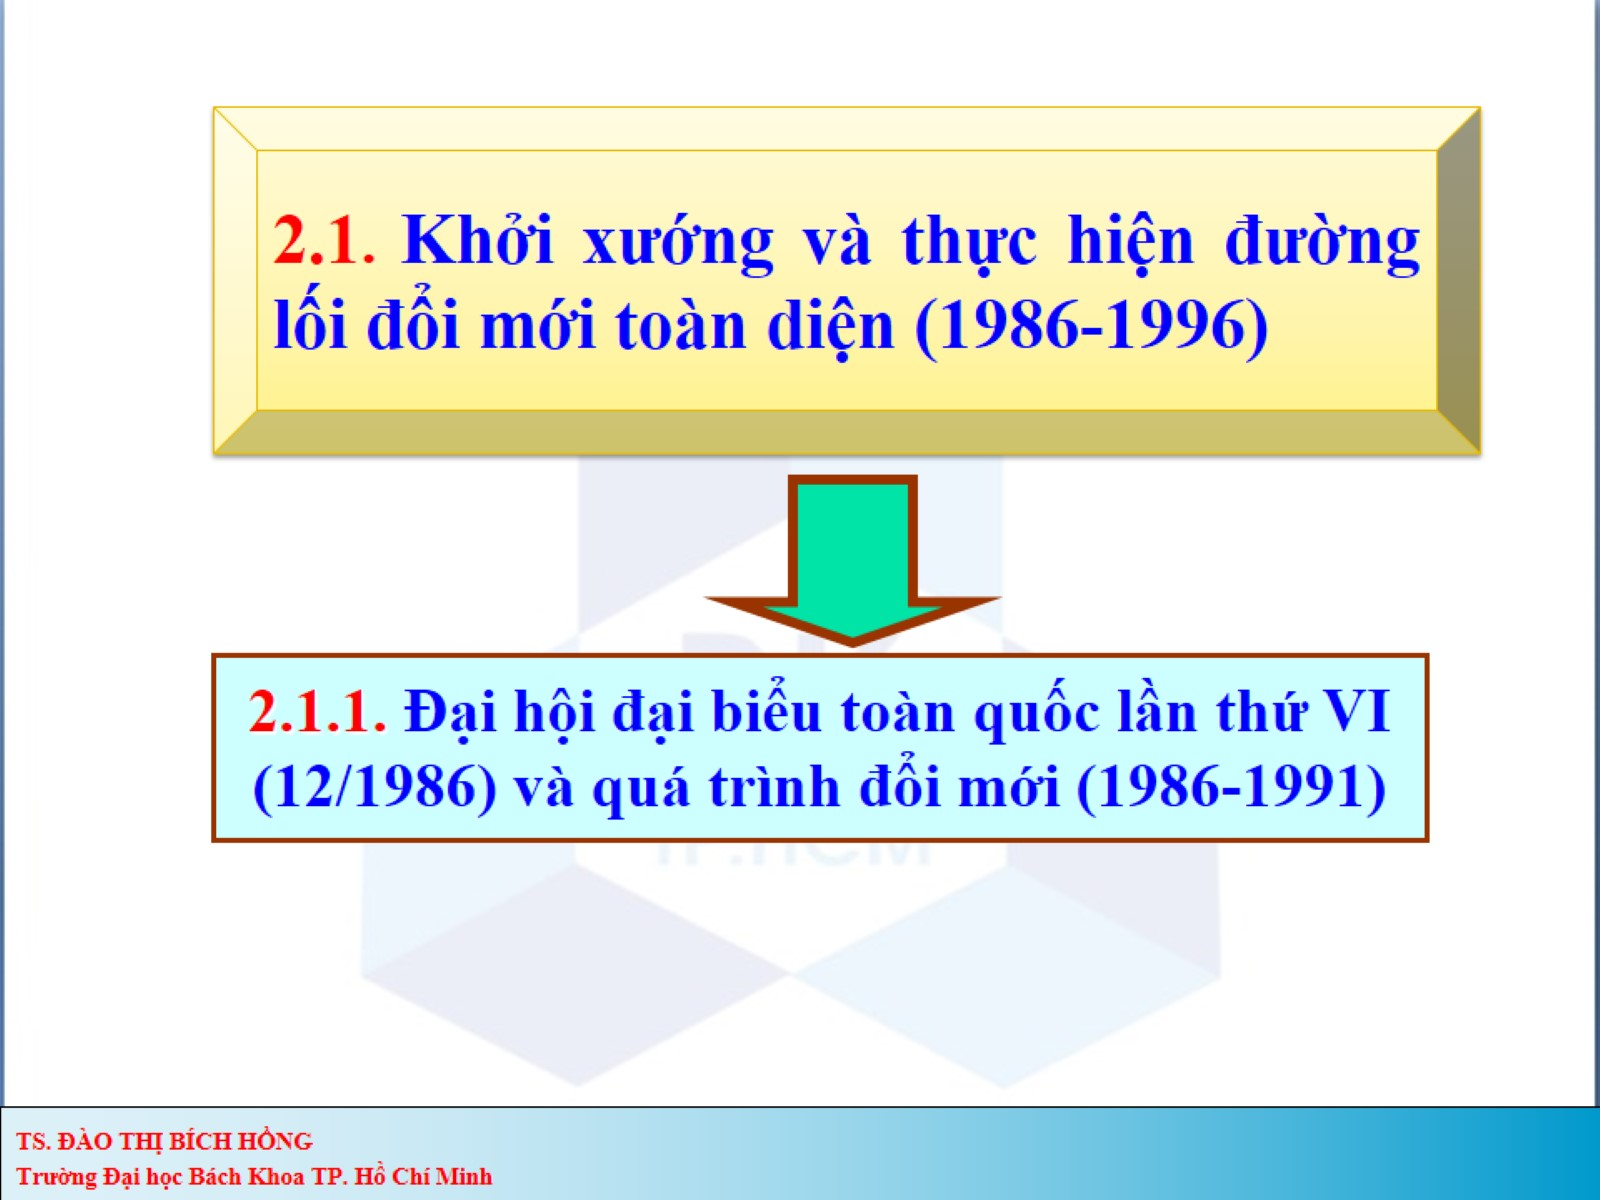 2.1. Khởi xướng và thực hiện đường
lối đổi mới toàn diện (1986-1996)
2.1.1. Đại hội đại biểu toàn quốc lần thứ VI
(12/1986) và quá trình đổi mới (1986-1991)
TP.HCM
TS. ĐÀO THỊ BÍCH HỒNG
Trường Đại học Bách Khoa TP. Hồ Chí Minh